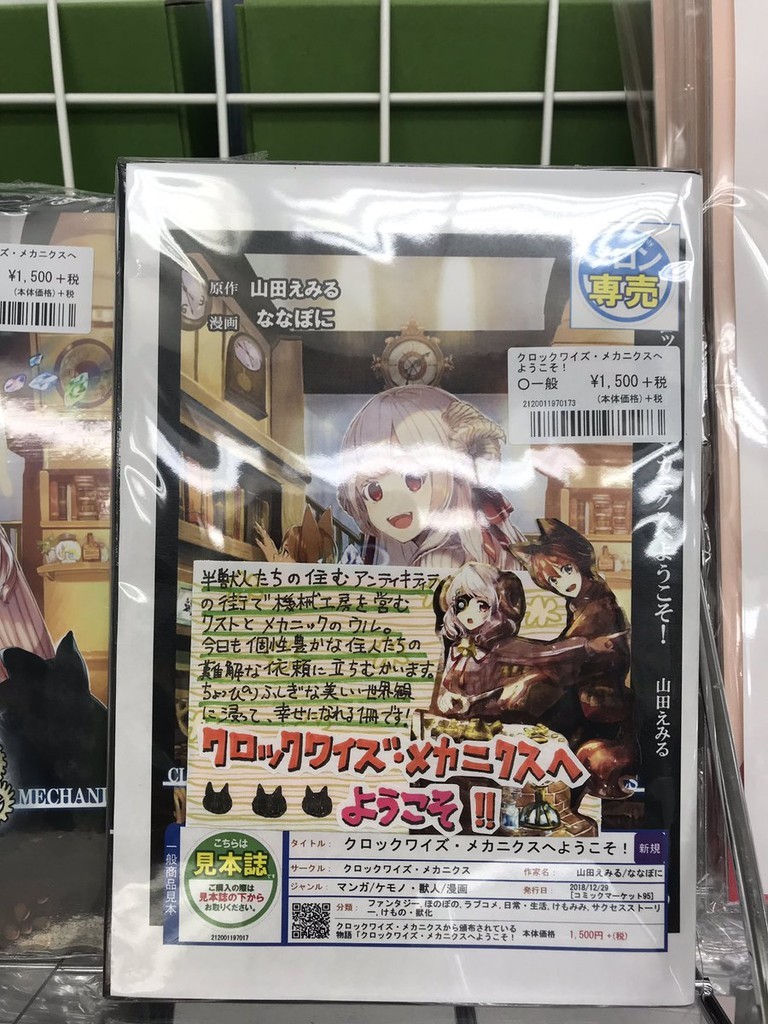 ズ・メカニクスへ
¥1,500+税
(本体価格)+税
MECHANI
原作 山田えみる
漫画 ななぽに
専売
クロックワイズ・メカニクスへ
ようこそ!
〇一般 ¥1,500+税
2120011970173 (本体価格)+税
ようこそ! 山田えみる
半獣人たちの住むアンティキティラ
の街で機械工房を営む
クストとメカニックのウル。
今日も個性豊かな住人たちの
難解な依頼に立ちむかいます。
ちょっぴりふしぎな美しい世界観
に浸って、幸せになれる1冊です!
クロックワイズ・メカニクスへ
ようこそ!!
一般商品見本
こちらは
見本誌です
ご購入の際は
見本誌の下から
お取りください。
212001197017
タイトル: クロックワイズ・メカニクスへようこそ! 新規
サークル: クロックワイズ・メカニクス 作家名: 山田えみる/ななぽに
ジャンル: マンガ/ケモノ・獣人/漫画 発行日: 2018/12/29
[コミックマーケット95]
分類: ファンタジー, ほのぼの, ラブコメ, 日常・生活, けもみみ, サクセスストーリ
ー, けもの・獣化
クロックワイズ・メカニクスから頒布されている
物語「クロックワイズ・メカニクスへようこそ! 本体価格 1,500円+(税)